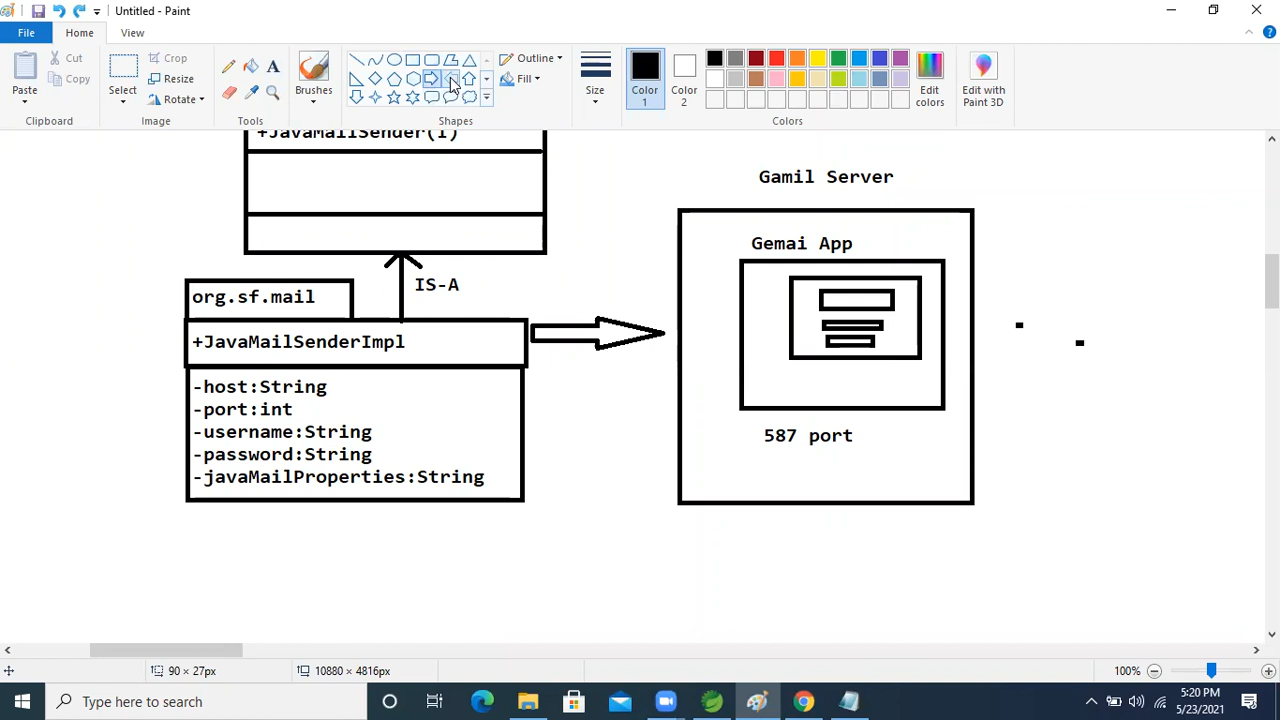 Untitled - Paint
File
Home
View
Paste
Cut
Copy
Clipboard
Select
Crop
Resize
Rotate
Image
Tools
Brushes
Shapes
Outline
Fill
Size
Color 1
Color 2
Colors
Edit colors
Edit with Paint 3D
+JavaMailSender(I)
IS-A
org.sf.mail
+JavaMailSenderImpl
-host:String
-port:int
-username:String
-password:String
-javaMailProperties:String
Gamil Server
Gemai App
587 port
90 × 27px
10880 × 4816px
100%
Type here to search
5:20 PM
5/23/2021